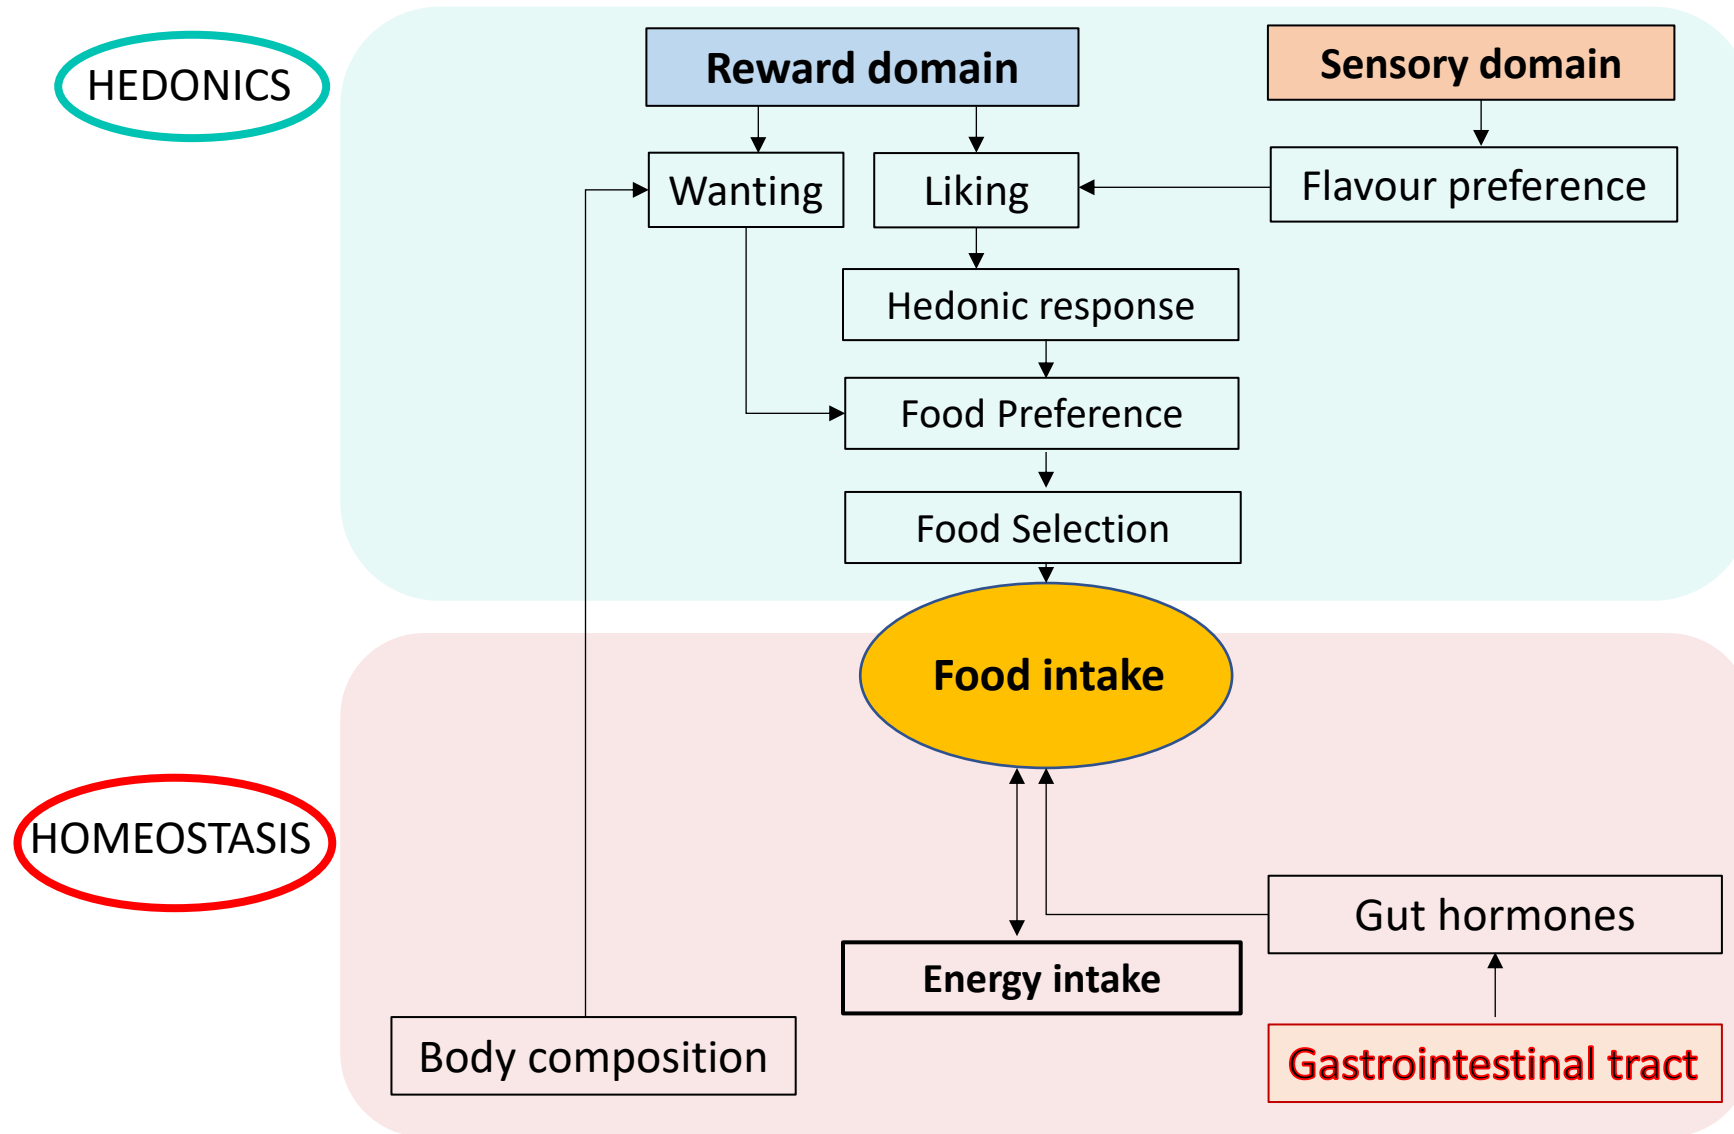 HEDONICS
Reward domain
Sensory domain
Wanting
Liking
Flavour preference
Hedonic response
Food Preference
Food Selection
Food intake
HOMEOSTASIS
Gut hormones
Energy intake
Body composition
Gastrointestinal tract